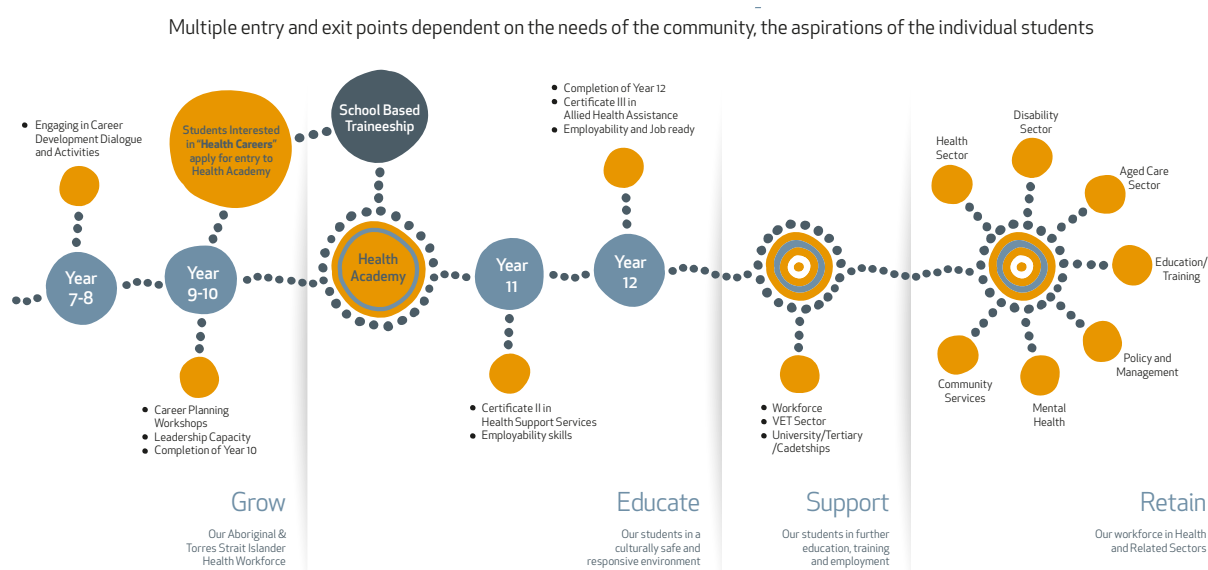 Multiple entry and exit points dependent on the needs of the community, the aspirations of the individual students
• Engaging in Career
Development Dialogue
and Activities
Year
7-8
Students Interested
in "Health Careers"
apply for entry to
Health Academy
Year
9-10
• Career Planning
Workshops
• Leadership Capacity
• Completion of Year 10
School Based
Traineeship
Health
Academy
Year
11
• Certificate II in
Health Support Services
• Employability skills
• Completion of Year 12
• Certificate III in
Allied Health Assistance
• Employability and Job ready
Year
12
• Workforce
• VET Sector
• University/Tertiary
/Cadetships
Health
Sector
Disability
Sector
Aged Care
Sector
Education/
Training
Policy and
Management
Mental
Health
Community
Services
Grow
Our Aboriginal &
Torres Strait Islander
Health Workforce
Educate
Our students in a
culturally safe and
responsive environment
Support
Our students in further
education, training
and employment
Retain
Our workforce in Health
and Related Sectors